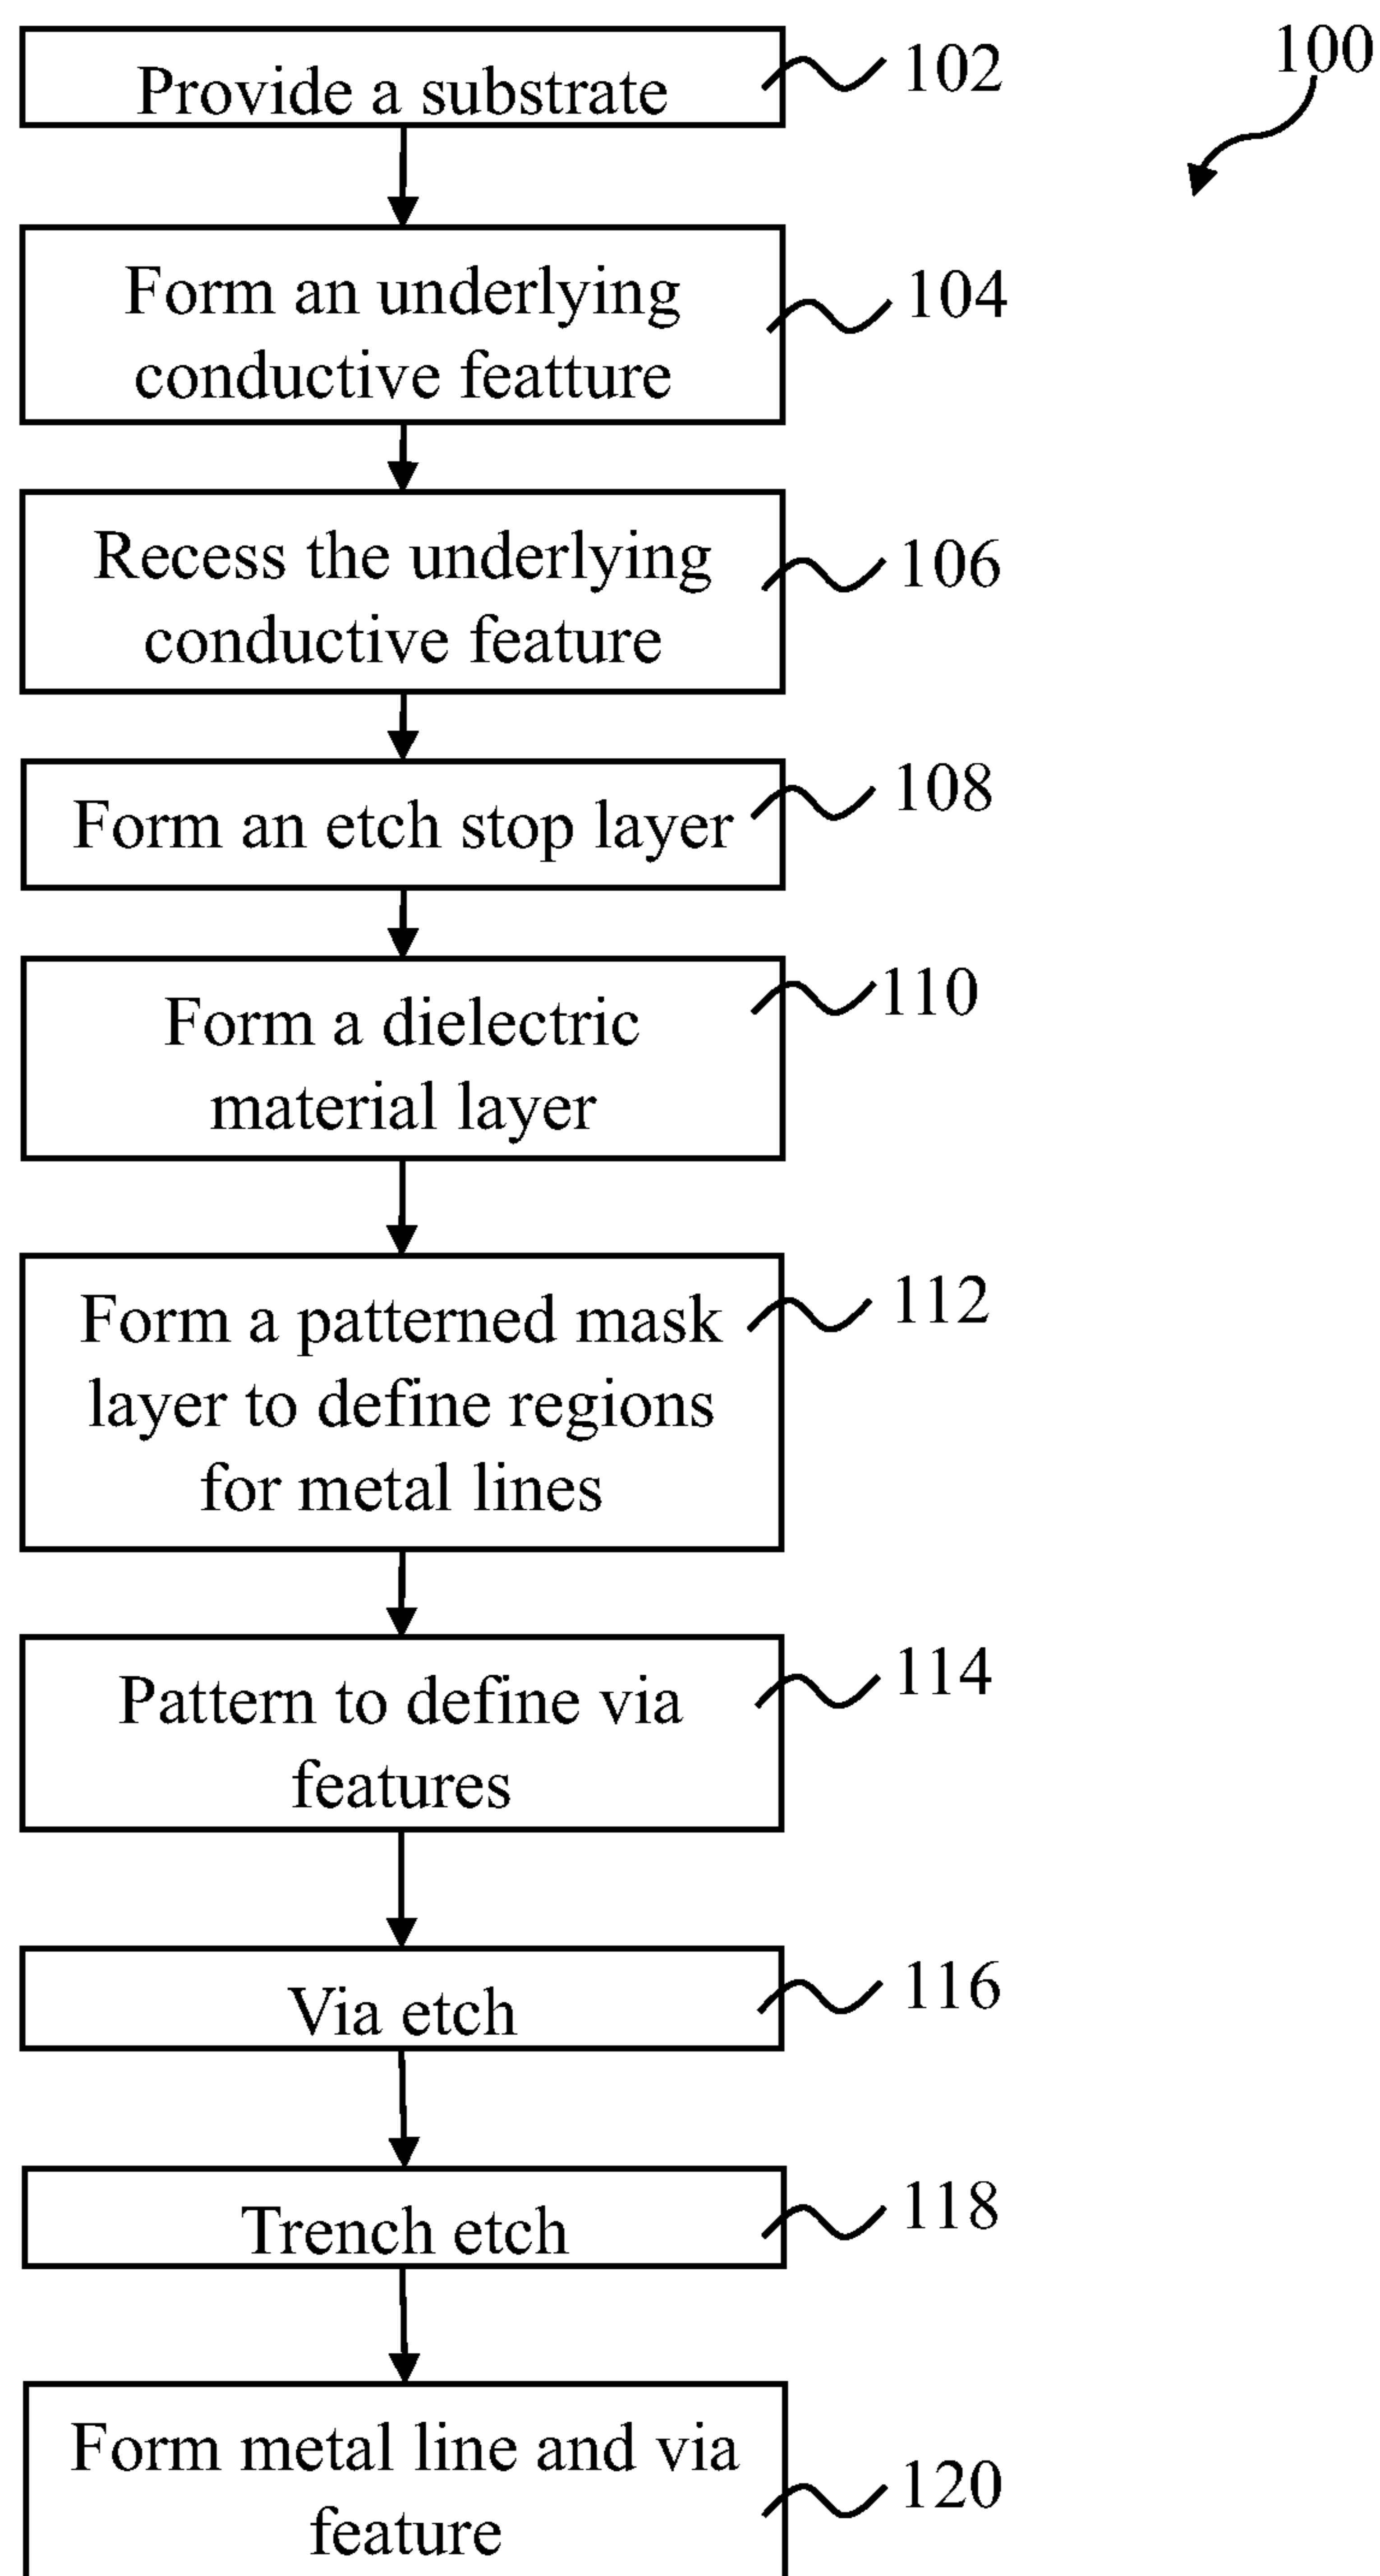 100
Provide a substrate
102
Form an underlying
conductive featture
104
Recess the underlying
conductive feature
106
Form an etch stop layer
108
Form a dielectric
material layer
110
Form a patterned mask
layer to define regions
for metal lines
112
Pattern to define via
features
114
Via etch
116
Trench etch
118
Form metal line and via
feature
120